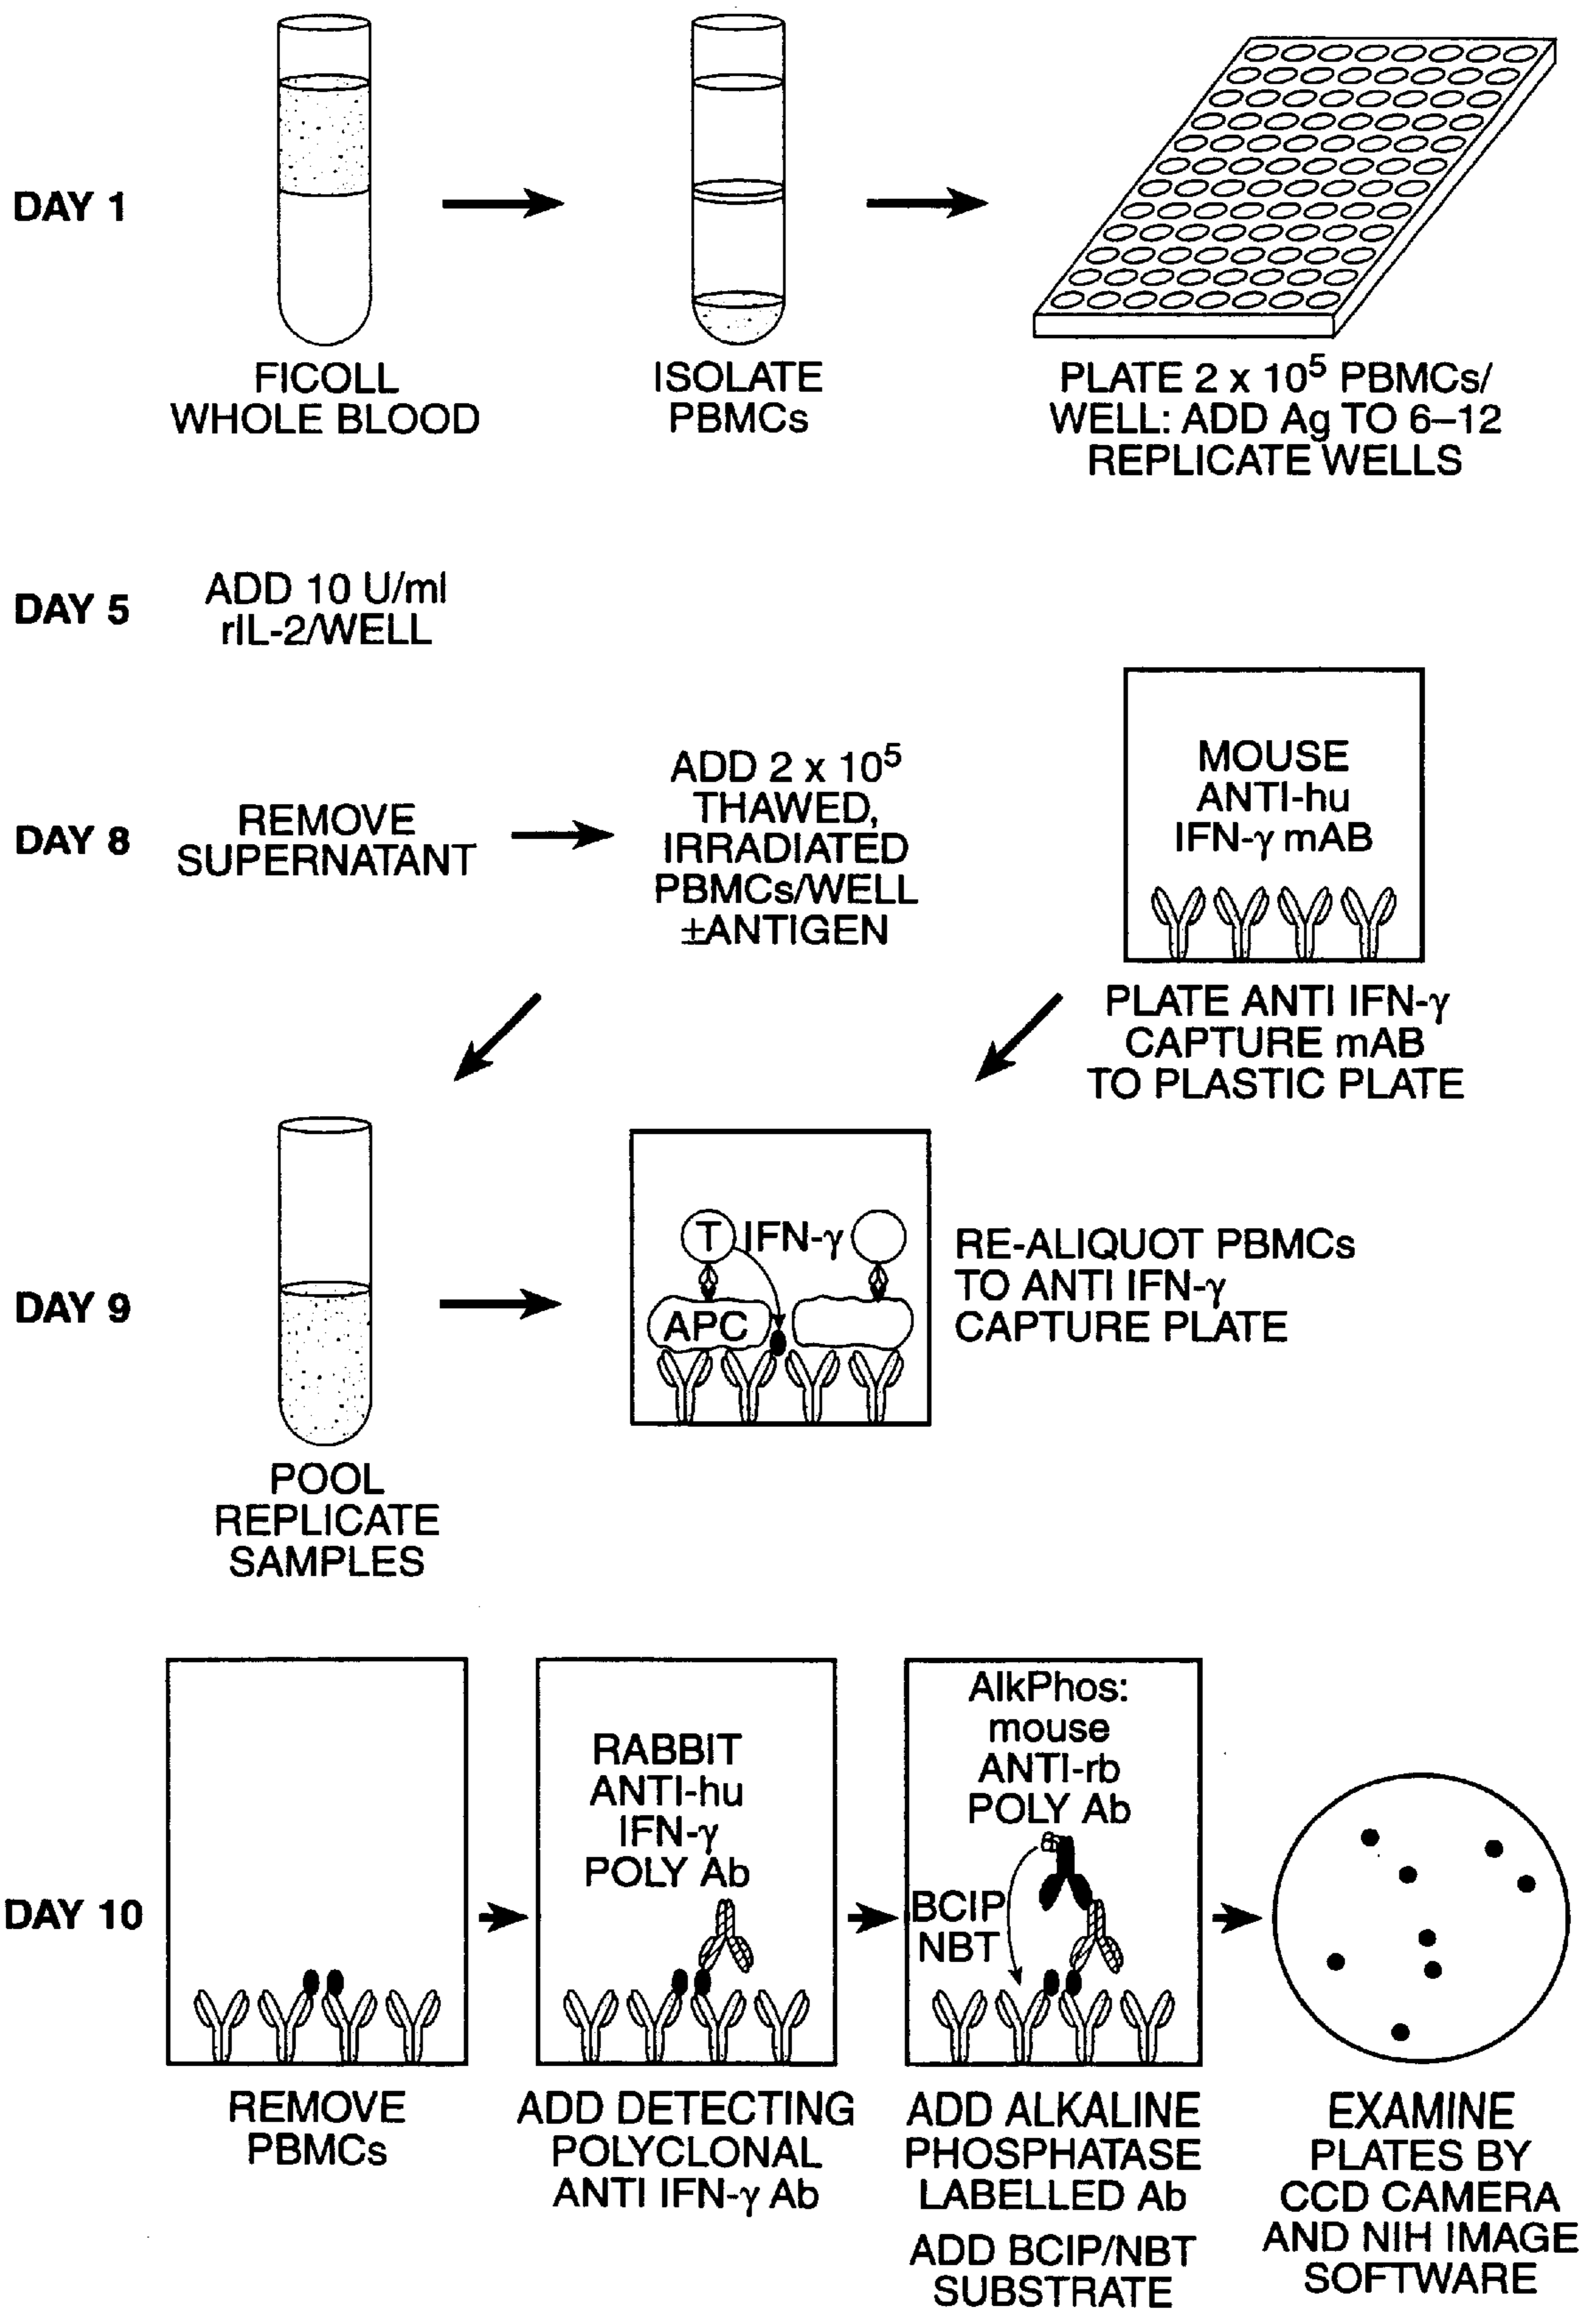 DAY 1
FICOLL
WHOLE BLOOD
ISOLATE
PBMCs
PLATE 2 x 10⁵ PBMCs/
WELL: ADD Ag TO 6–12
REPLICATE WELLS
DAY 5
ADD 10 U/ml
rIL-2/WELL
DAY 8
REMOVE
SUPERNATANT
ADD 2 x 10⁵
THAWED,
IRRADIATED
PBMCs/WELL
±ANTIGEN
MOUSE
ANTI-hu
IFN-γ mAB
PLATE ANTI IFN-γ
CAPTURE mAB
TO PLASTIC PLATE
DAY 9
POOL
REPLICATE
SAMPLES
T IFN-γ
APC
RE-ALIQUOT PBMCs
TO ANTI IFN-γ
CAPTURE PLATE
DAY 10
REMOVE
PBMCs
RABBIT
ANTI-hu
IFN-γ
POLY Ab
ADD DETECTING
POLYCLONAL
ANTI IFN-γ Ab
AlkPhos:
mouse
ANTI-rb
POLY Ab
BCIP
NBT
ADD ALKALINE
PHOSPHATASE
LABELLED Ab
ADD BCIP/NBT
SUBSTRATE
EXAMINE
PLATES BY
CCD CAMERA
AND NIH IMAGE
SOFTWARE